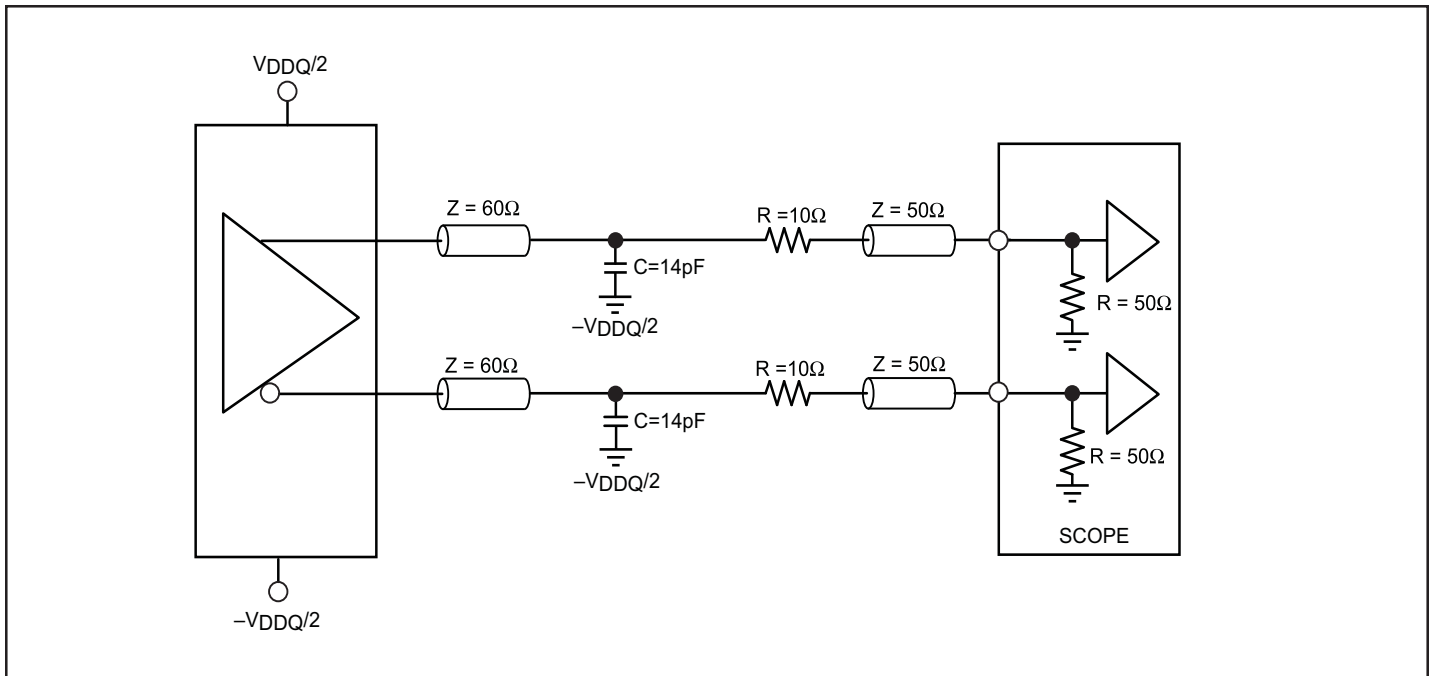 VDDQ/2
Z = 60Ω
R =10Ω
Z = 50Ω
C=14pF
–VDDQ/2
R = 50Ω
Z = 60Ω
R =10Ω
Z = 50Ω
C=14pF
–VDDQ/2
R = 50Ω
SCOPE
–VDDQ/2